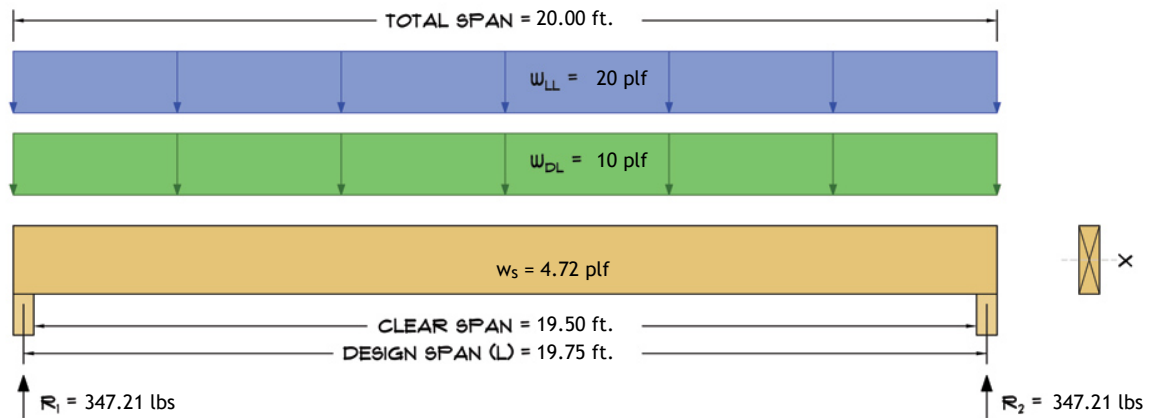 TOTAL SPAN = 20.00 ft.
wLL = 20 plf
wDL = 10 plf
ws = 4.72 plf
X
CLEAR SPAN = 19.50 ft.
DESIGN SPAN (L) = 19.75 ft.
R1 = 347.21 lbs
R2 = 347.21 lbs